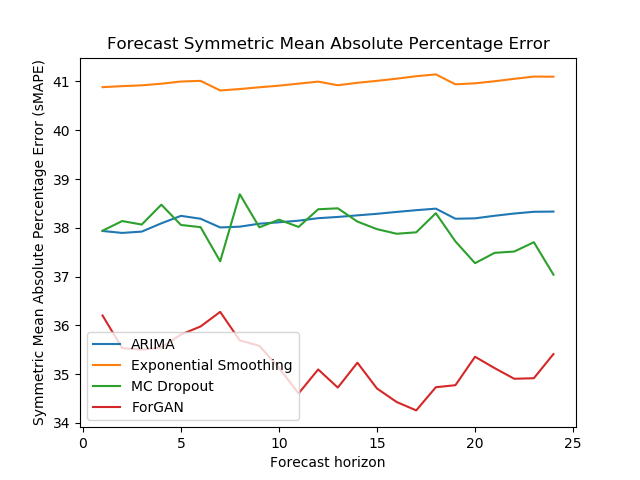 Forecast Symmetric Mean Absolute Percentage Error
Symmetric Mean Absolute Percentage Error (sMAPE)
41
40
39
38
37
36
35
34
ARIMA
Exponential Smoothing
MC Dropout
ForGAN
0 5 10 15 20 25
Forecast horizon